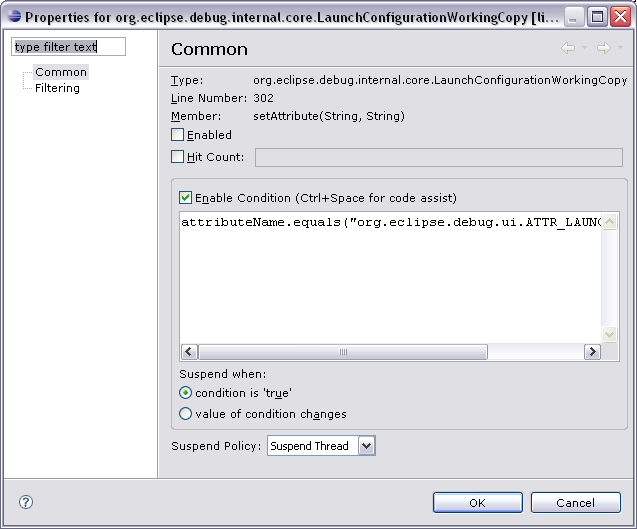 Properties for org.eclipse.debug.internal.core.LaunchConfigurationWorkingCopy [li...
type filter text
Common
Filtering
Common
Type: org.eclipse.debug.internal.core.LaunchConfigurationWorkingCopy
Line Number: 302
Member: setAttribute(String, String)
Enabled
Hit Count:
Enable Condition (Ctrl+Space for code assist)
attributeName.equals("org.eclipse.debug.ui.ATTR_LAUNC
Suspend when:
condition is 'true'
value of condition changes
Suspend Policy: Suspend Thread
?
OK Cancel